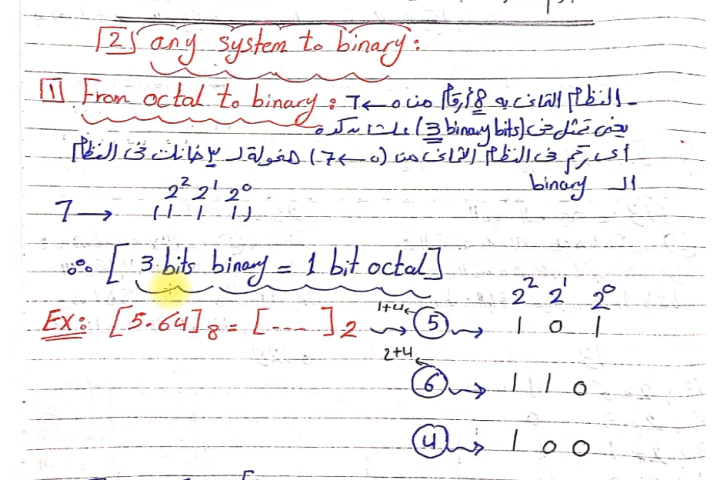 [2] any system to binary:
[1] From octal to binary: النظام الثماني به 8 أرقام من 0 → 7
يعني تمثل في (3 binary bits) علشان كده
أي رقم في النظام الثماني من (0 → 7) هحوله لـ ٣ خانات في النظام
الـ binary
2² 2¹ 2⁰
7 → 1 1 1
∴ [ 3 bits binary = 1 bit octal]
2² 2¹ 2⁰
Ex: [5.64]8 = [----]2 1+4 5 → 1 0 1
2+4
6 → 1 1 0
4 → 1 0 0